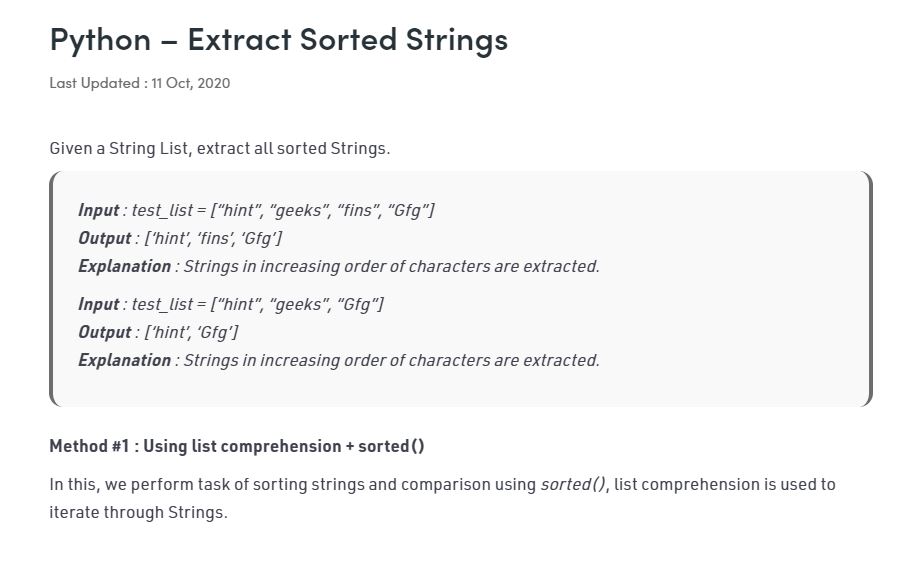 Python – Extract Sorted Strings
Last Updated : 11 Oct, 2020
Given a String List, extract all sorted Strings.
Input : test_list = [“hint”, “geeks”, “fins”, “Gfg”]
Output : [‘hint’, ‘fins’, ‘Gfg’]
Explanation : Strings in increasing order of characters are extracted.
Input : test_list = [“hint”, “geeks”, “Gfg”]
Output : [‘hint’, ‘Gfg’]
Explanation : Strings in increasing order of characters are extracted.
Method #1 : Using list comprehension + sorted()
In this, we perform task of sorting strings and comparison using sorted(), list comprehension is used to
iterate through Strings.